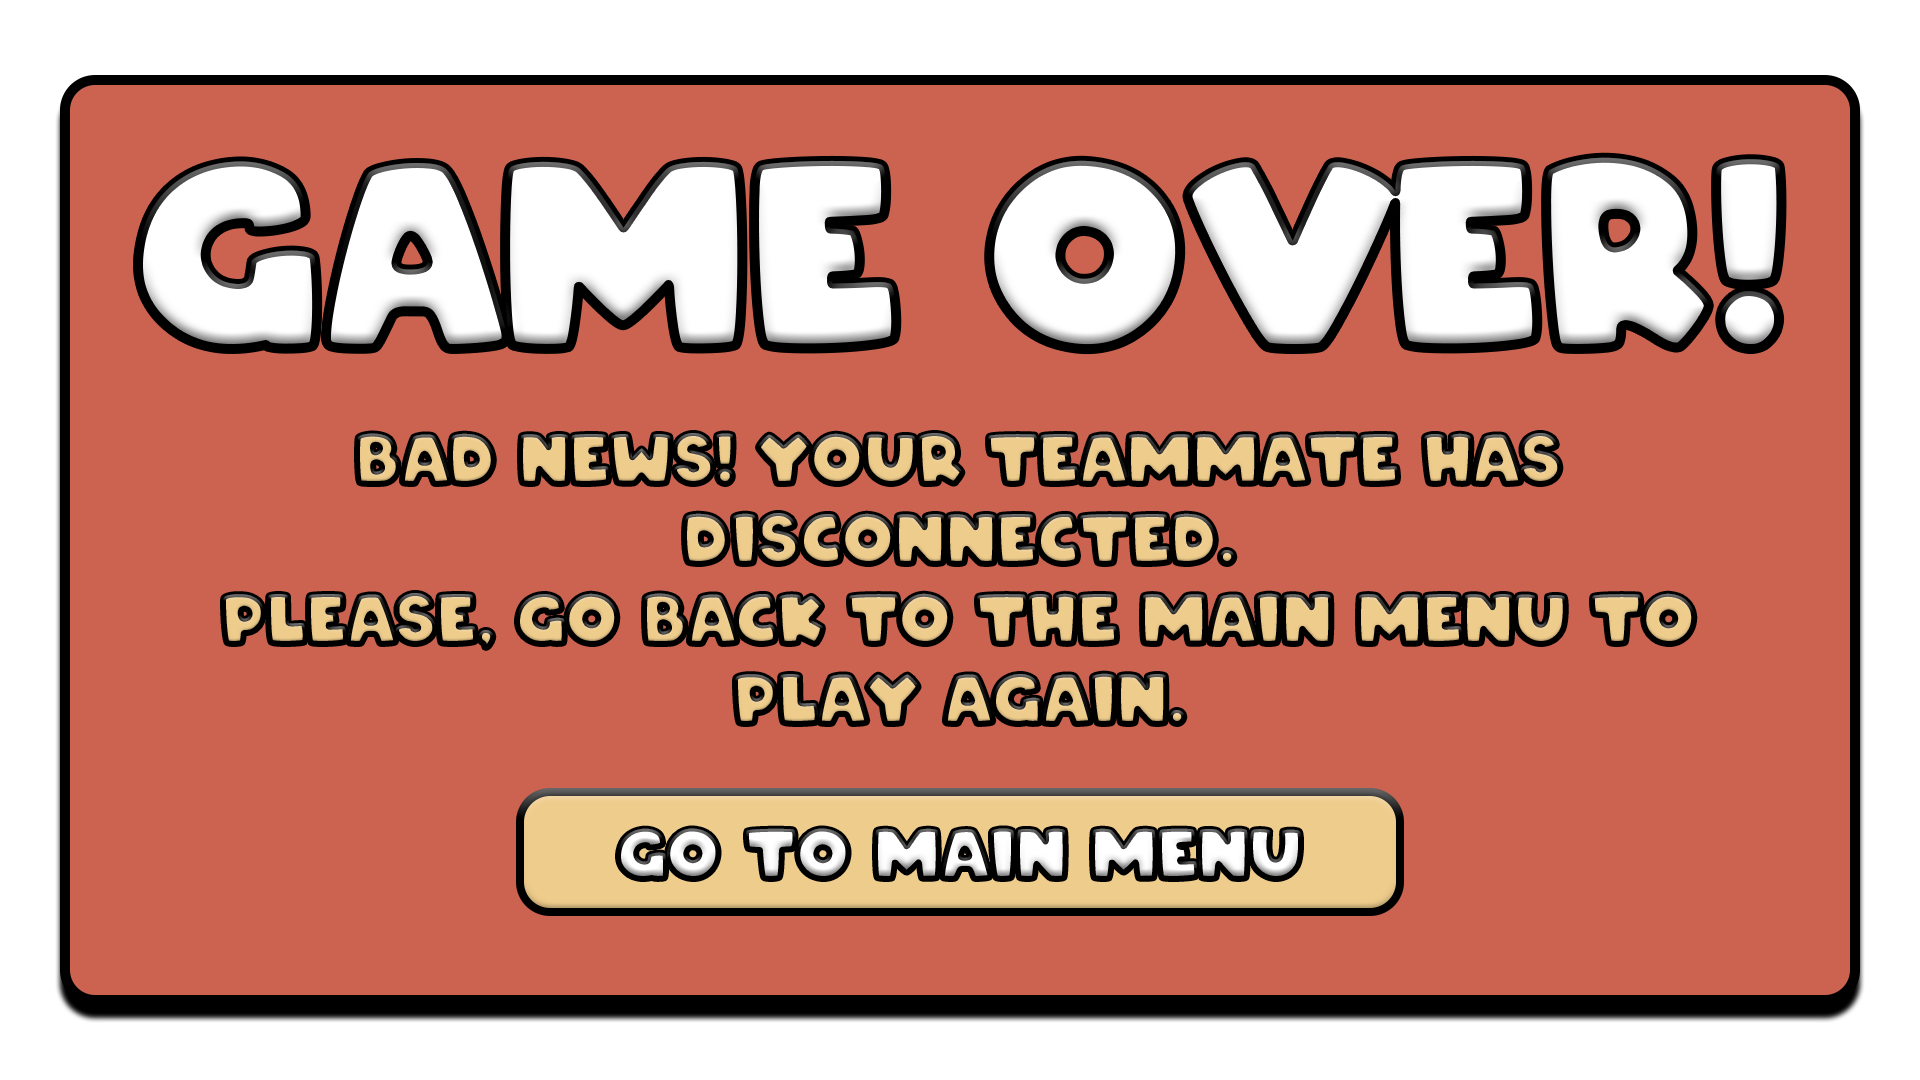 GAME OVER!
BAD NEWS! YOUR TEAMMATE HAS
DISCONNECTED.
PLEASE, GO BACK TO THE MAIN MENU TO
PLAY AGAIN.
GO TO MAIN MENU